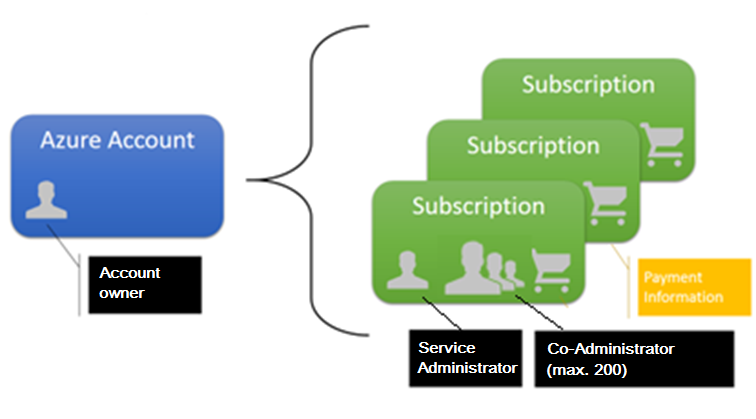 Subscription
Subscription
Subscription
Azure Account
Account
owner
Payment
Information
Service
Administrator
Co-Administrator
(max. 200)